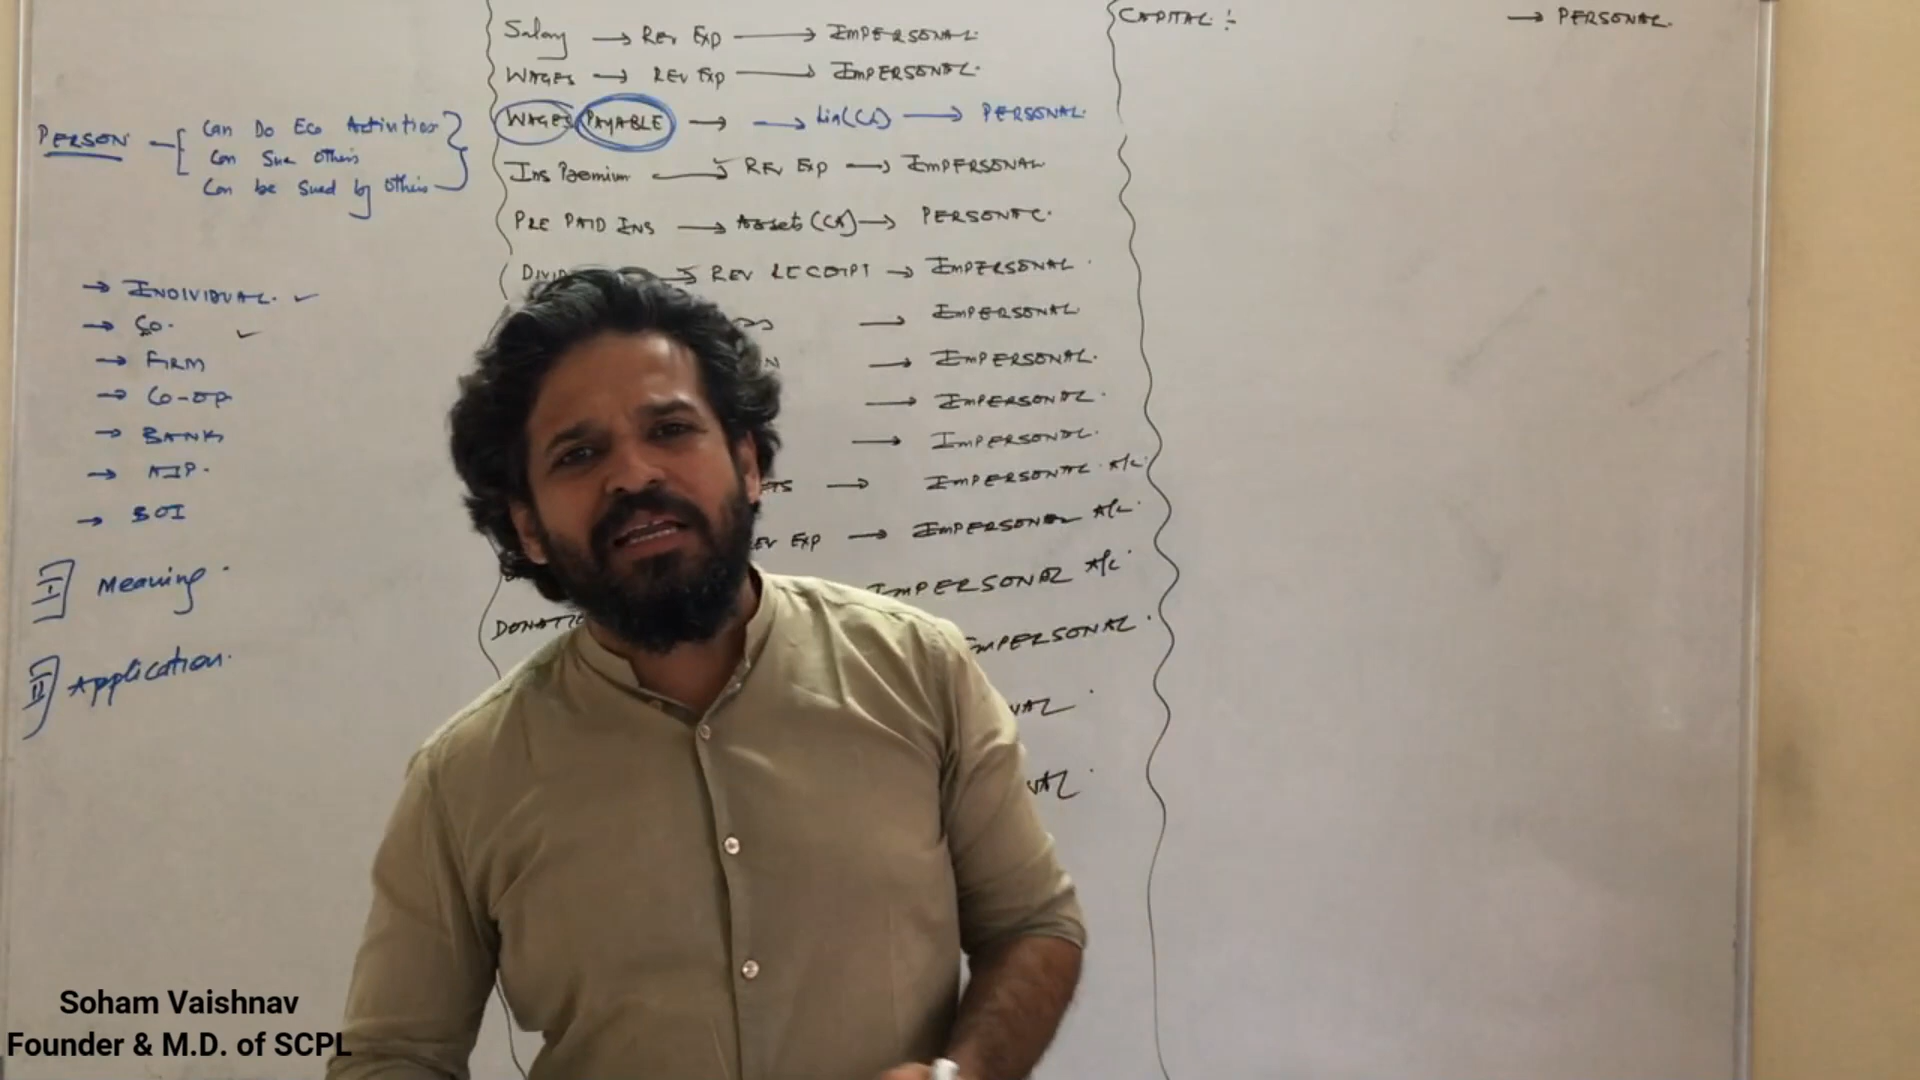 PERSON
Can Do Eco Activities
Can Sue Others
Can be Sued by others
→ INDIVIDUAL. ✓
→ Co. ✓
→ FIRM
→ CO-OP
→ BANK
→ AJP.
→ BOI
I] Meaning.
II] Application.
Salary → Rev Exp → IMPERSONAL.
WAGES → REV EXP → IMPERSONAL.
WAGES PAYABLE → → Lia(CL) → PERSONAL.
Ins Premium → REV EXP → IMPERSONAL
PRE PAID INS → Assets (CA) → PERSONAL.
→ REV RECEIPT → IMPERSONAL
→ IMPERSONAL
→ IMPERSONAL.
→ IMPERSONAL.
→ IMPERSONAL.
→ IMPERSONAL A/C.
EXP → IMPERSONAL A/C.
IMPERSONAL A/C
IMPERSONAL.
CAPITAL :- → PERSONAL.
Soham Vaishnav
Founder & M.D. of SCPL